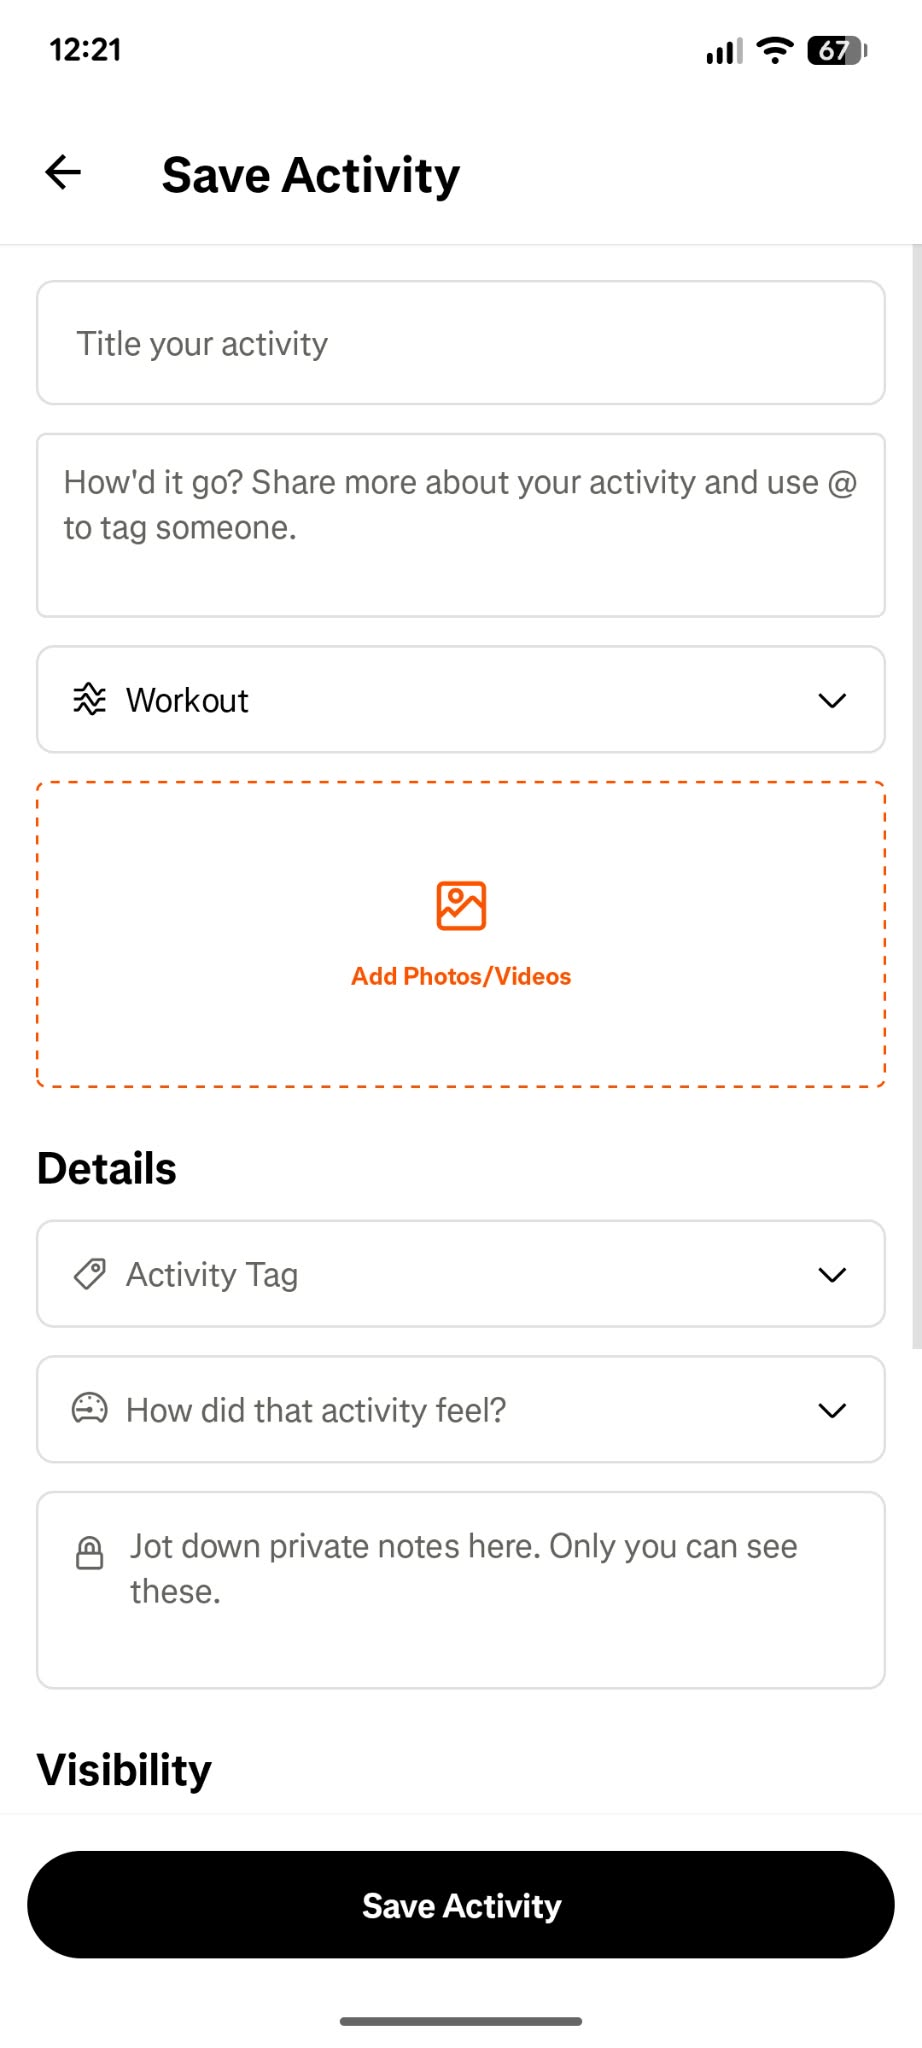 12:21
67
Save Activity
Title your activity
How'd it go? Share more about your activity and use @
to tag someone.
Workout
Add Photos/Videos
Details
Activity Tag
How did that activity feel?
Jot down private notes here. Only you can see
these.
Visibility
Save Activity